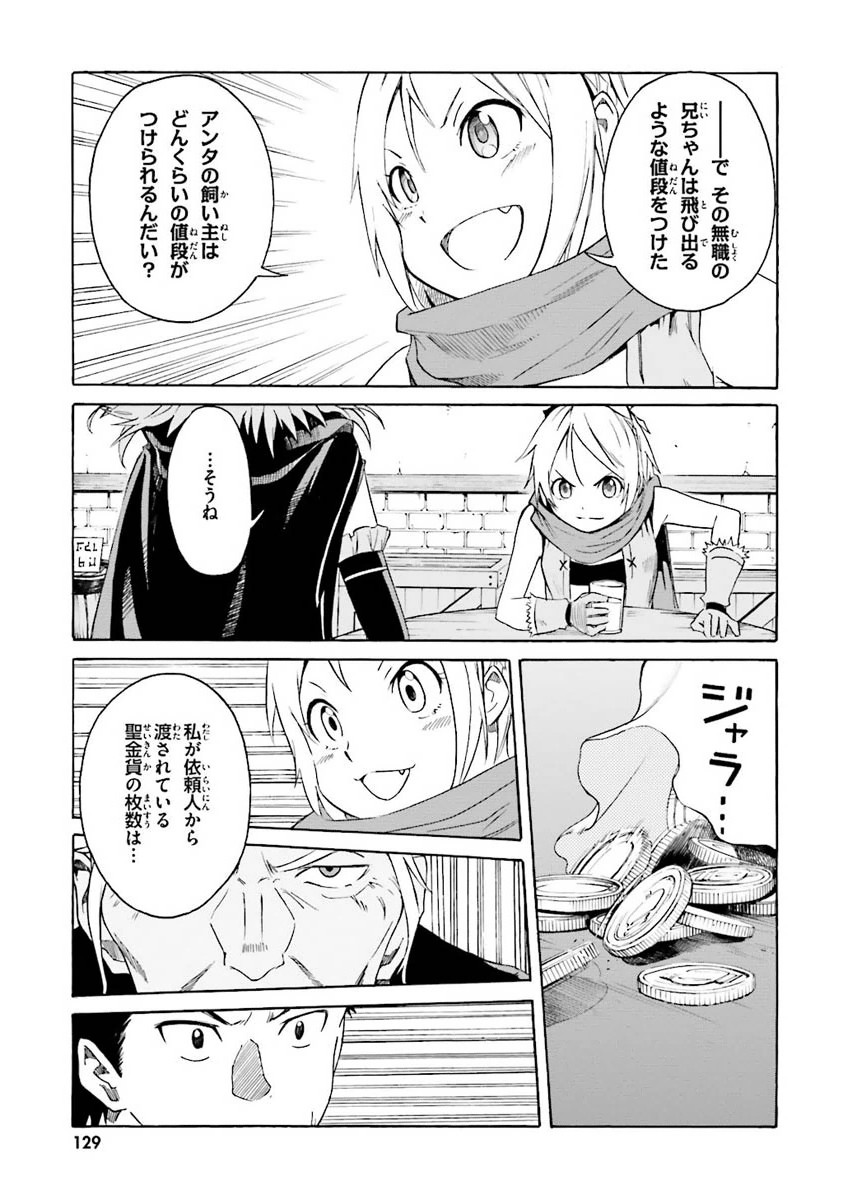 ──で その無職の
兄ちゃんは飛び出る
ような値段をつけた
アンタの飼い主は
どんくらいの値段が
つけられるんだい？
…そうね
ジャラ…
私が依頼人から
渡されている
聖金貨の枚数は…
129